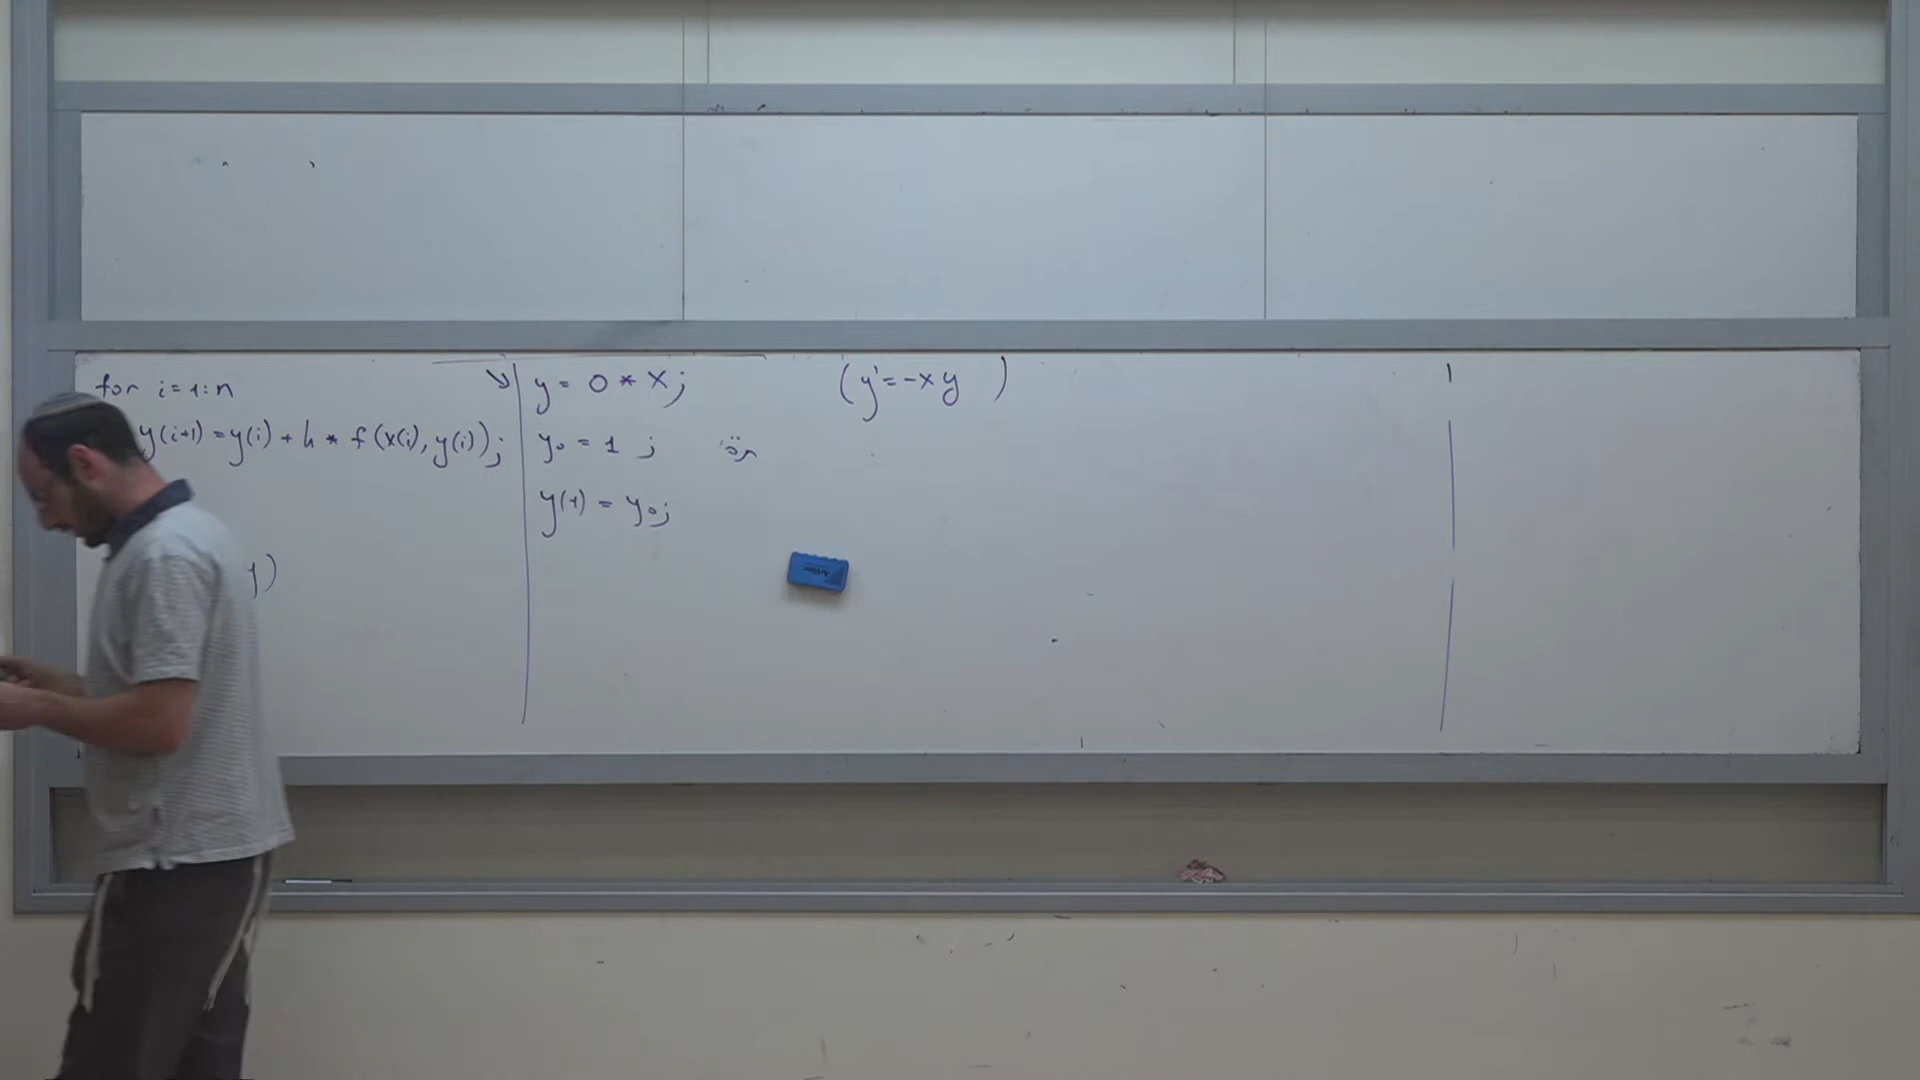 for i=1:n
y(i+1) = y(i) + h * f(x(i), y(i));
y)
y = 0 * x;
(y' = -xy )
y₀ = 1 ;
y(1) = y₀;